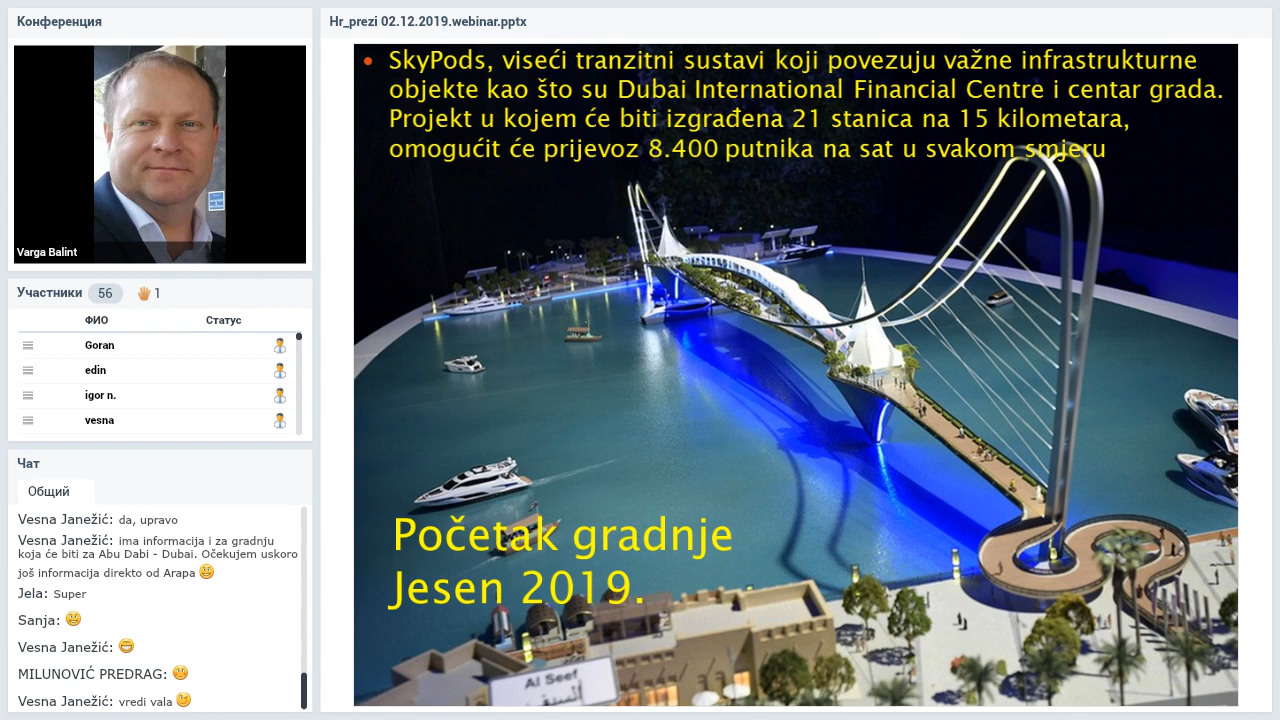 Конференция
Varga Balint
Участники 56 1
ФИО Статус
Goran
edin
igor n.
vesna
Чат
Общий
Vesna Janežić: da, upravo
Vesna Janežić: ima informacija i za gradnju
koja će biti za Abu Dabi - Dubai. Očekujem uskoro
još informacija direkto od Arapa
Jela: Super
Sanja:
Vesna Janežić:
MILUNOVIĆ PREDRAG:
Vesna Janežić: vredi vala
Hr_prezi 02.12.2019.webinar.pptx
• SkyPods, viseći tranzitni sustavi koji povezuju važne infrastrukturne
objekte kao što su Dubai International Financial Centre i centar grada.
Projekt u kojem će biti izgrađena 21 stanica na 15 kilometara,
omogućit će prijevoz 8.400 putnika na sat u svakom smjeru
Početak gradnje
Jesen 2019.
Al Seef
السيف